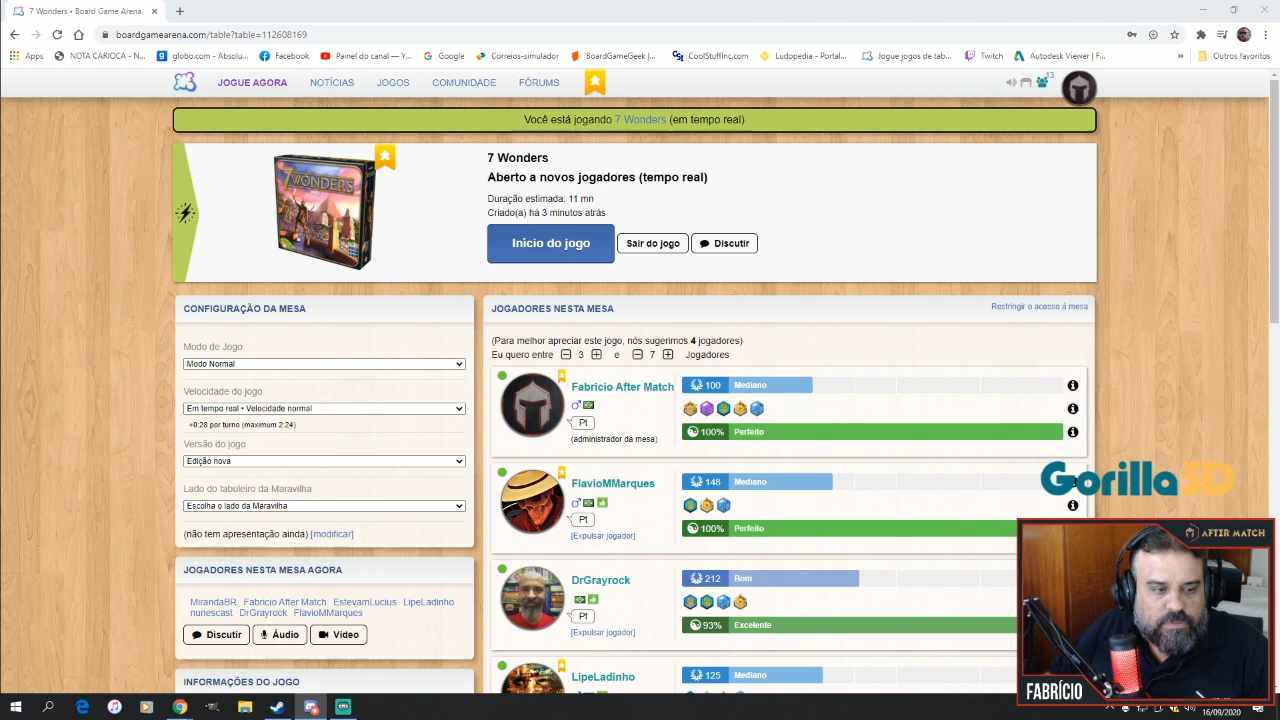 7 Wonders • Board Game Arena
boardgamearena.com/table?table=112608169
Apps
NOTA CARIOCA - N...
globo.com - Absolu...
Facebook
Painel do canal — Y...
Google
Correios-simulador
BoardGameGeek |...
CoolStuffInc.com
Ludopedia - Portal...
Jogue jogos de tab...
Twitch
Autodesk Viewer | F...
»
Outros favoritos
JOGUE AGORA
NOTÍCIAS
JOGOS
COMUNIDADE
FÓRUNS
13
Você está jogando 7 Wonders (em tempo real)
7 WONDERS
7 Wonders
Aberto a novos jogadores (tempo real)
Duração estimada: 11 mn
Criado(a) há 3 minutos atrás
Início do jogo
Sair do jogo
Discutir
CONFIGURAÇÃO DA MESA
Modo de Jogo
Modo Normal
Velocidade do jogo
Em tempo real • Velocidade normal
+0:28 por turno (maximum 2:24)
Versão do jogo
Edição nova
Lado do tabuleiro da Maravilha
Escolha o lado da Maravilha
(não tem apresentação ainda) [modificar]
JOGADORES NESTA MESA AGORA
MirandaBR Fabricio After Match EstevamLucius LipeLadinho
nunescast DrGrayrock FlavioMMarques
Discutir
Áudio
Vídeo
INFORMAÇÕES DO JOGO
JOGADORES NESTA MESA
Restringir o acesso á mesa
(Para melhor apreciar este jogo, nós sugerimos 4 jogadores)
Eu quero entre 3 e 7 Jogadores
Fabricio After Match
Pt
(administrador da mesa)
100 Mediano
100% Perfeito
FlavioMMarques
Pt
[Expulsar jogador]
148 Mediano
100% Perfeito
DrGrayrock
Pt
[Expulsar jogador]
212 Bom
93% Excelente
LipeLadinho
125 Mediano
Gorilla3D
AFTER MATCH
FABRÍCIO
16/09/2020